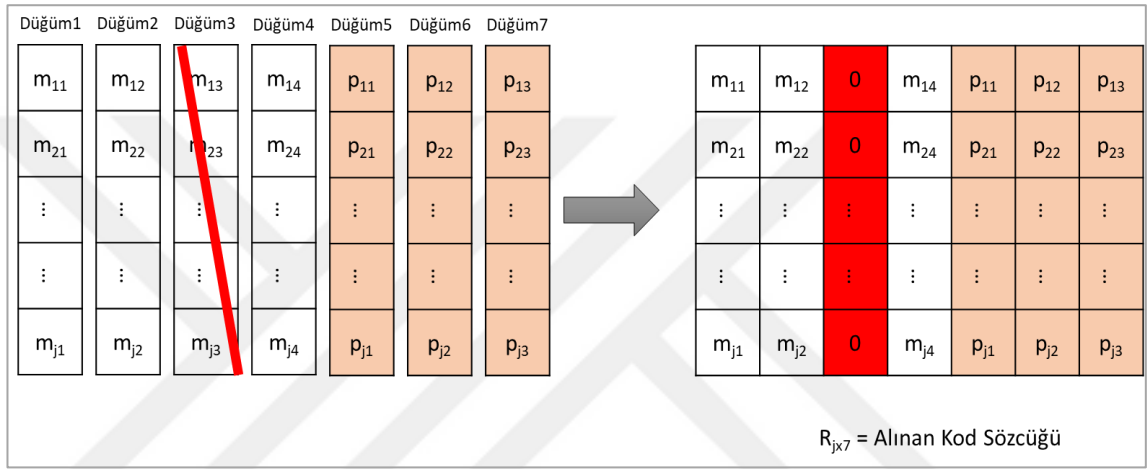 Düğüm1 Düğüm2 Düğüm3 Düğüm4 Düğüm5 Düğüm6 Düğüm7
m11 m12 m13 m14 p11 p12 p13 m11 m12 0 m14 p11 p12 p13
m21 m22 m23 m24 p21 p22 p23 m21 m22 0 m24 p21 p22 p23
⋮ ⋮ ⋮ ⋮ ⋮ ⋮ ⋮ ⋮ ⋮ ⋮ ⋮ ⋮ ⋮ ⋮
⋮ ⋮ ⋮ ⋮ ⋮ ⋮ ⋮ ⋮ ⋮ ⋮ ⋮ ⋮ ⋮ ⋮
mj1 mj2 mj3 mj4 pj1 pj2 pj3 mj1 mj2 0 mj4 pj1 pj2 pj3
Rjx7 = Alınan Kod Sözcüğü